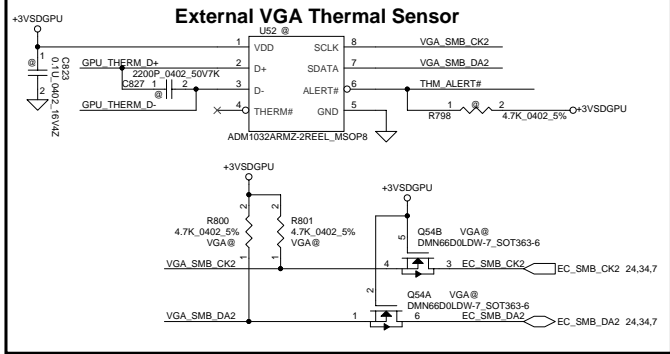 External VGA Thermal Sensor
+3VSDGPU
U52 @
1 VDD SCLK 8 VGA_SMB_CK2
GPU_THERM_D+ 2 D+ SDATA 7 VGA_SMB_DA2
2200P_0402_50V7K
C827 1 2
@
3 D- ALERT# 6 THM_ALERT#
GPU_THERM_D-
4 THERM# GND 5
ADM1032ARMZ-2REEL_MSOP8
1
@
2
C823
0.1U_0402_16V4Z
1 @ 2 +3VSDGPU
R798 4.7K_0402_5%
+3VSDGPU
+3VSDGPU
2 2
R800
4.7K_0402_5%
VGA@
1
R801
4.7K_0402_5%
VGA@
1
Q54B VGA@
DMN66D0LDW-7_SOT363-6
5
VGA_SMB_CK2 4 3 EC_SMB_CK2 EC_SMB_CK2 24,34,7
Q54A VGA@
DMN66D0LDW-7_SOT363-6
2
VGA_SMB_DA2 1 6 EC_SMB_DA2 EC_SMB_DA2 24,34,7